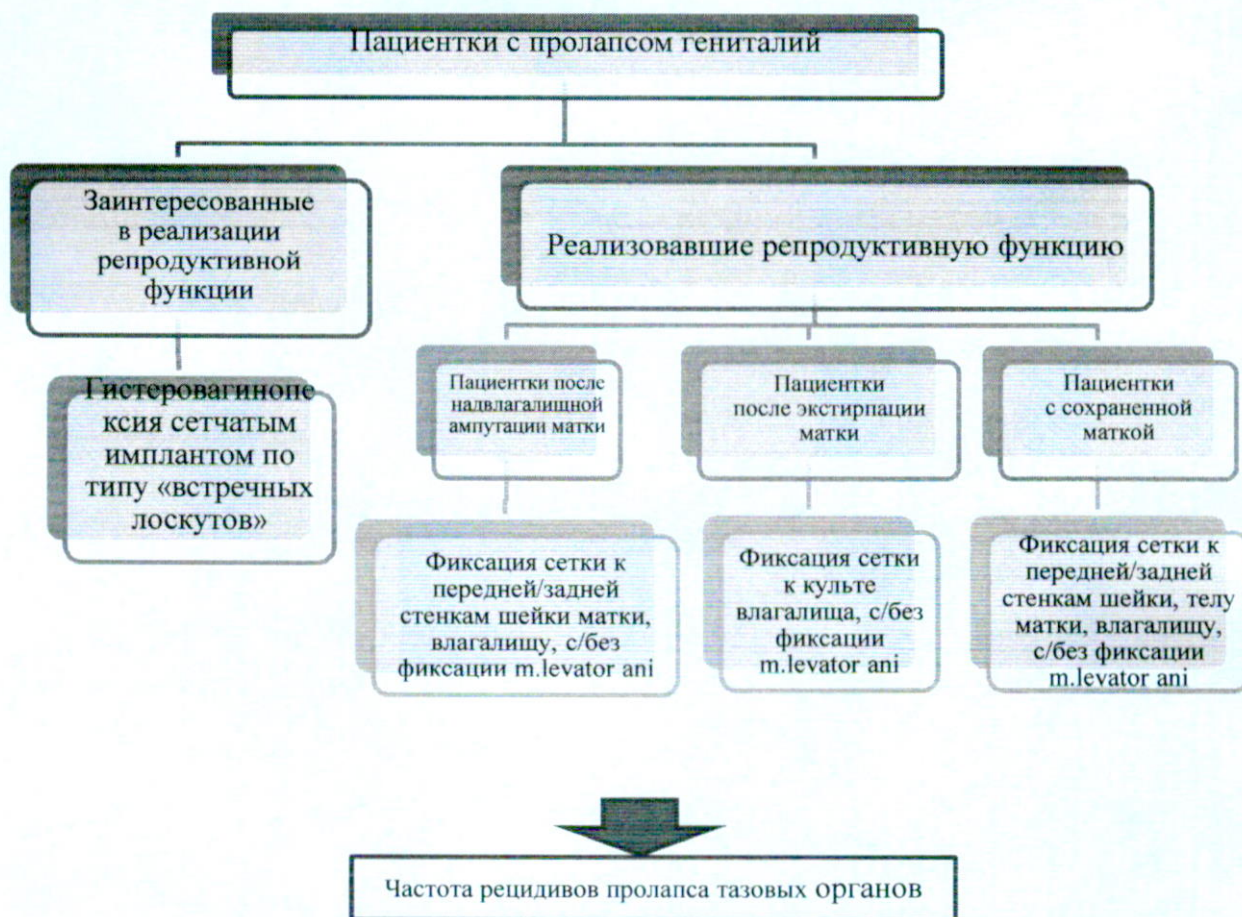 Пациентки с пролапсом гениталий
Заинтересованные
в реализации
репродуктивной
функции
Реализовавшие репродуктивную функцию
Гистеровагинопе
ксия сетчатым
имплантом по
типу «встречных
лоскутов»
Пациентки после
надвлагалищной
ампутации матки
Пациентки
после экстирпации
матки
Пациентки
с сохраненной
маткой
Фиксация сетки к
передней/задней
стенкам шейки матки,
влагалищу, с/без
фиксации m.levator ani
Фиксация сетки
к культе
влагалища, с/без
фиксации
m.levator ani
Фиксация сетки к
передней/задней
стенкам шейки, телу
матки, влагалищу,
с/без фиксации
m.levator ani
Частота рецидивов пролапса тазовых органов